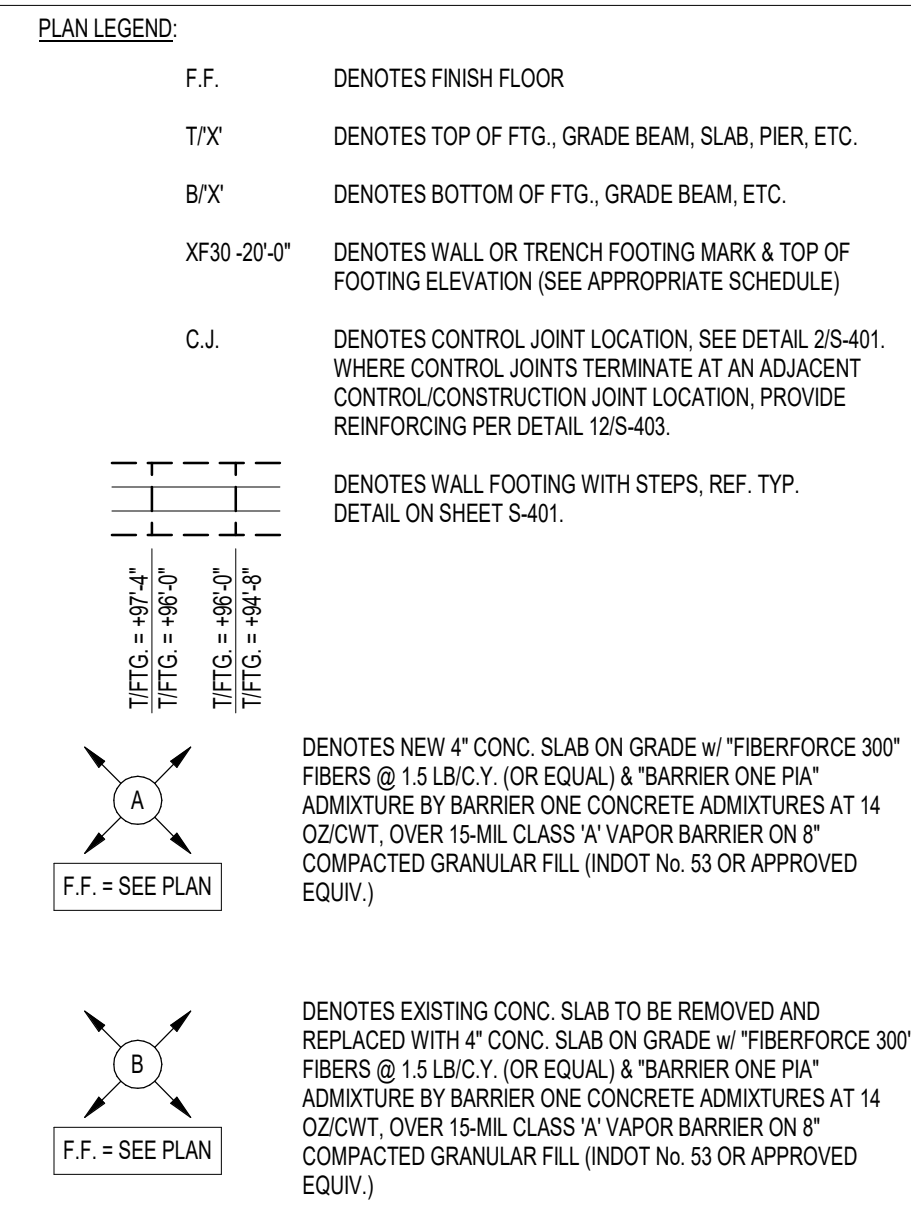 PLAN LEGEND:
F.F. DENOTES FINISH FLOOR
T/'X' DENOTES TOP OF FTG., GRADE BEAM, SLAB, PIER, ETC.
B/'X' DENOTES BOTTOM OF FTG., GRADE BEAM, ETC.
XF30 -20'-0" DENOTES WALL OR TRENCH FOOTING MARK & TOP OF
FOOTING ELEVATION (SEE APPROPRIATE SCHEDULE)
C.J. DENOTES CONTROL JOINT LOCATION, SEE DETAIL 2/S-401.
WHERE CONTROL JOINTS TERMINATE AT AN ADJACENT
CONTROL/CONSTRUCTION JOINT LOCATION, PROVIDE
REINFORCING PER DETAIL 12/S-403.
DENOTES WALL FOOTING WITH STEPS, REF. TYP.
DETAIL ON SHEET S-401.
T/FTG. = +97'-4"
T/FTG. = +96'-0"
T/FTG. = +96'-0"
T/FTG. = +94'-8"
A
F.F. = SEE PLAN
DENOTES NEW 4" CONC. SLAB ON GRADE w/ "FIBERFORCE 300"
FIBERS @ 1.5 LB/C.Y. (OR EQUAL) & "BARRIER ONE PIA"
ADMIXTURE BY BARRIER ONE CONCRETE ADMIXTURES AT 14
OZ/CWT, OVER 15-MIL CLASS 'A' VAPOR BARRIER ON 8"
COMPACTED GRANULAR FILL (INDOT No. 53 OR APPROVED
EQUIV.)
B
F.F. = SEE PLAN
DENOTES EXISTING CONC. SLAB TO BE REMOVED AND
REPLACED WITH 4" CONC. SLAB ON GRADE w/ "FIBERFORCE 300"
FIBERS @ 1.5 LB/C.Y. (OR EQUAL) & "BARRIER ONE PIA"
ADMIXTURE BY BARRIER ONE CONCRETE ADMIXTURES AT 14
OZ/CWT, OVER 15-MIL CLASS 'A' VAPOR BARRIER ON 8"
COMPACTED GRANULAR FILL (INDOT No. 53 OR APPROVED
EQUIV.)